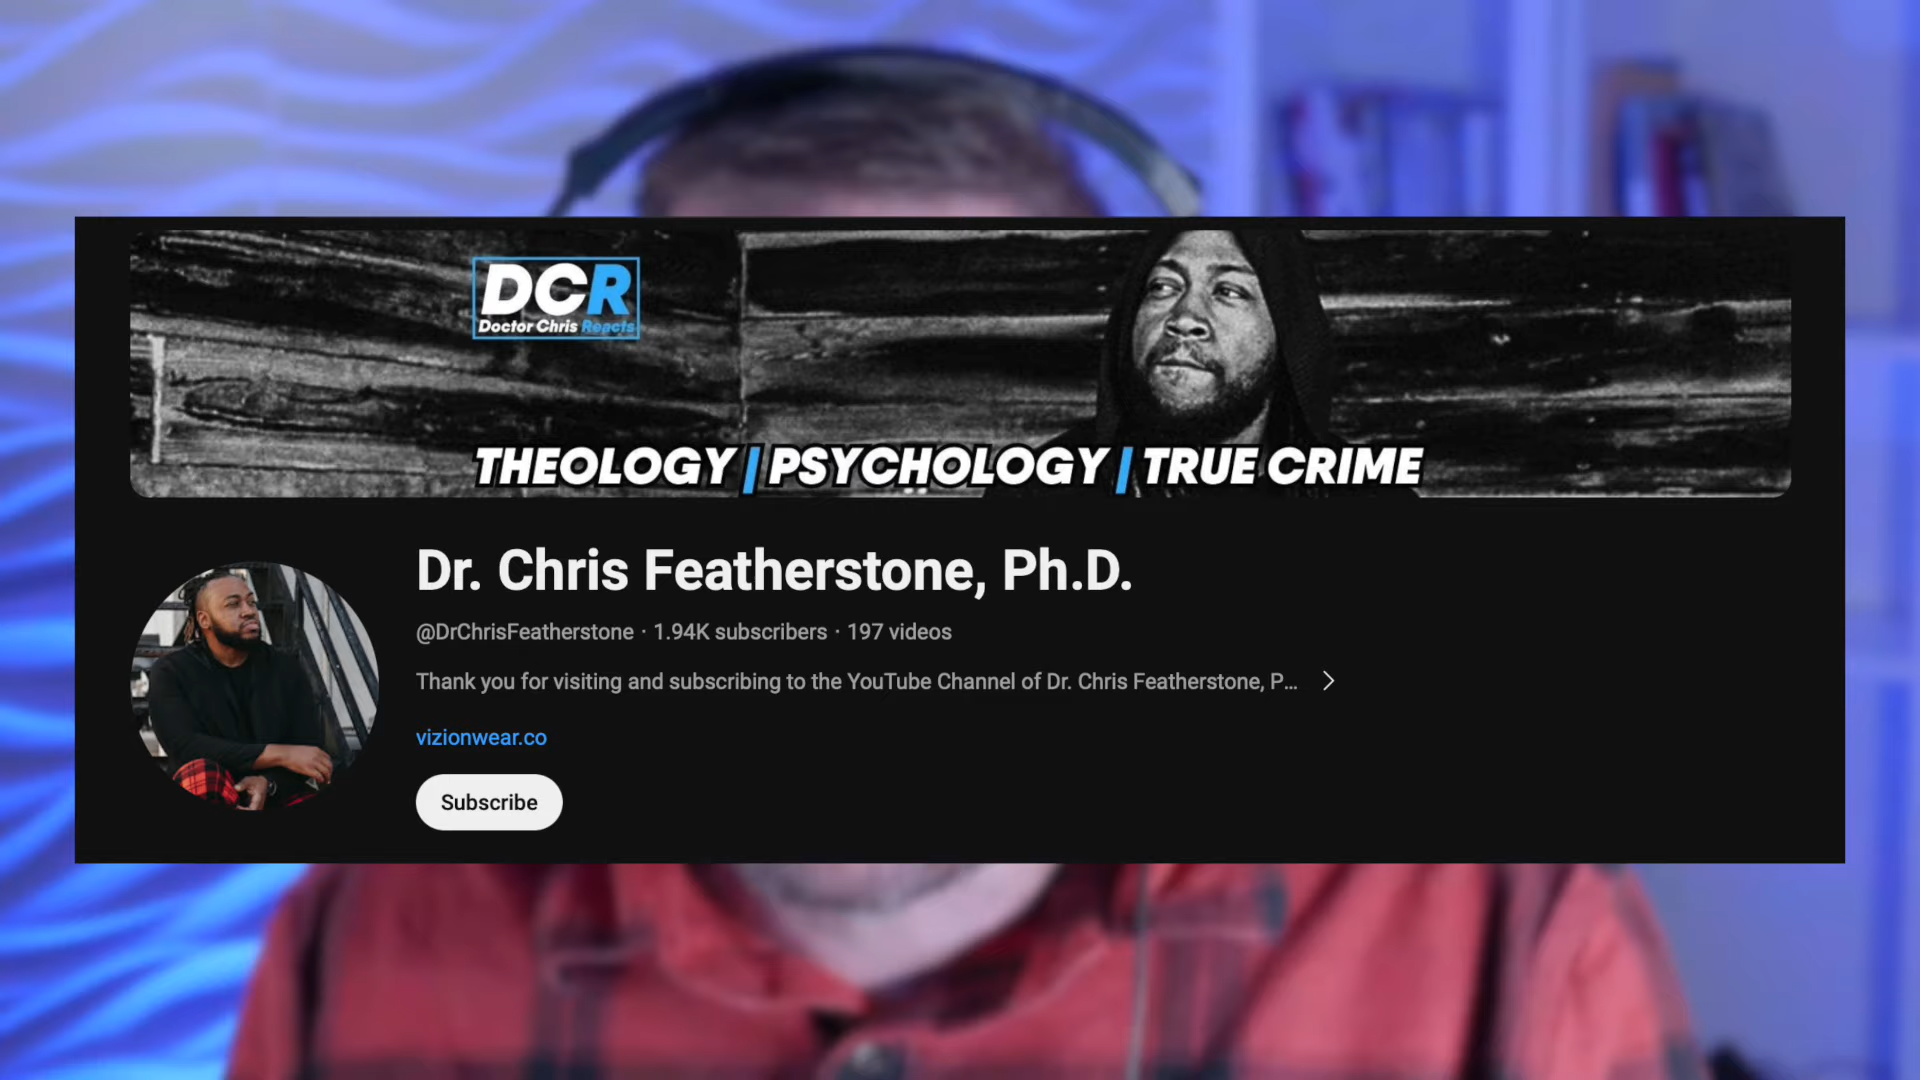 DCR
Doctor Chris Reacts
THEOLOGY | PSYCHOLOGY | TRUE CRIME
Dr. Chris Featherstone, Ph.D.
@DrChrisFeatherstone · 1.94K subscribers · 197 videos
Thank you for visiting and subscribing to the YouTube Channel of Dr. Chris Featherstone, P...
vizionwear.co
Subscribe